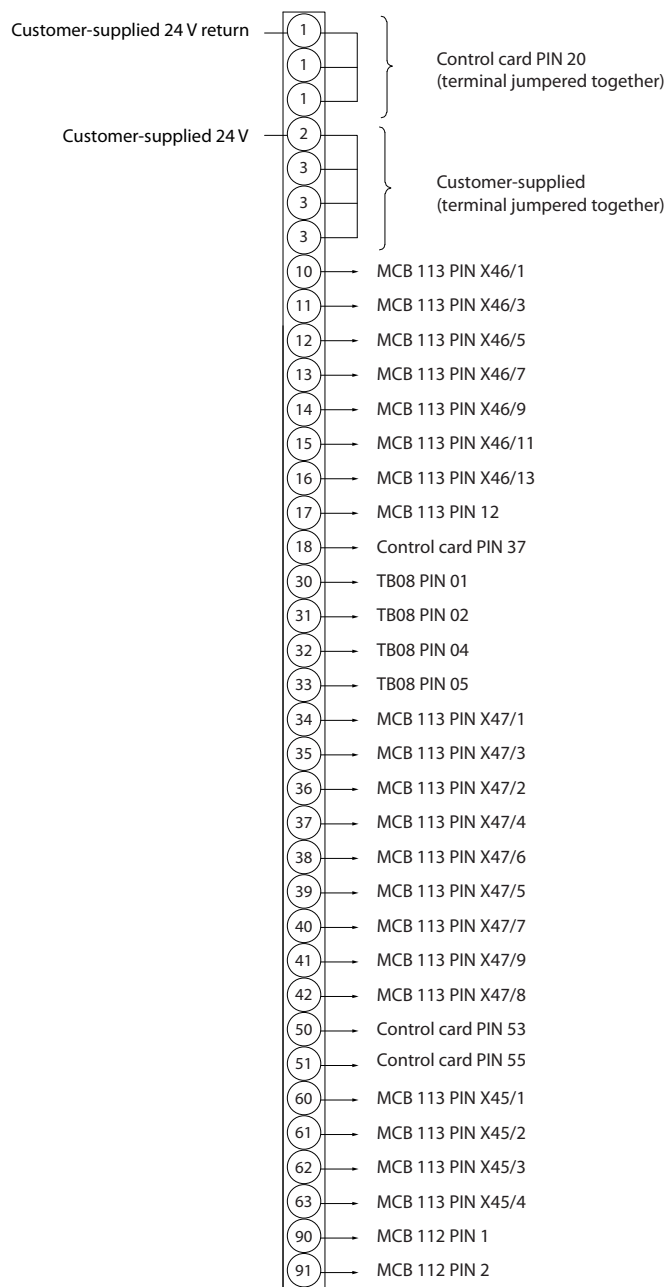 Customer-supplied 24 V return
1
1
1
Control card PIN 20
(terminal jumpered together)
Customer-supplied 24 V
2
3
3
3
Customer-supplied
(terminal jumpered together)
10 MCB 113 PIN X46/1
11 MCB 113 PIN X46/3
12 MCB 113 PIN X46/5
13 MCB 113 PIN X46/7
14 MCB 113 PIN X46/9
15 MCB 113 PIN X46/11
16 MCB 113 PIN X46/13
17 MCB 113 PIN 12
18 Control card PIN 37
30 TB08 PIN 01
31 TB08 PIN 02
32 TB08 PIN 04
33 TB08 PIN 05
34 MCB 113 PIN X47/1
35 MCB 113 PIN X47/3
36 MCB 113 PIN X47/2
37 MCB 113 PIN X47/4
38 MCB 113 PIN X47/6
39 MCB 113 PIN X47/5
40 MCB 113 PIN X47/7
41 MCB 113 PIN X47/9
42 MCB 113 PIN X47/8
50 Control card PIN 53
51 Control card PIN 55
60 MCB 113 PIN X45/1
61 MCB 113 PIN X45/2
62 MCB 113 PIN X45/3
63 MCB 113 PIN X45/4
90 MCB 112 PIN 1
91 MCB 112 PIN 2